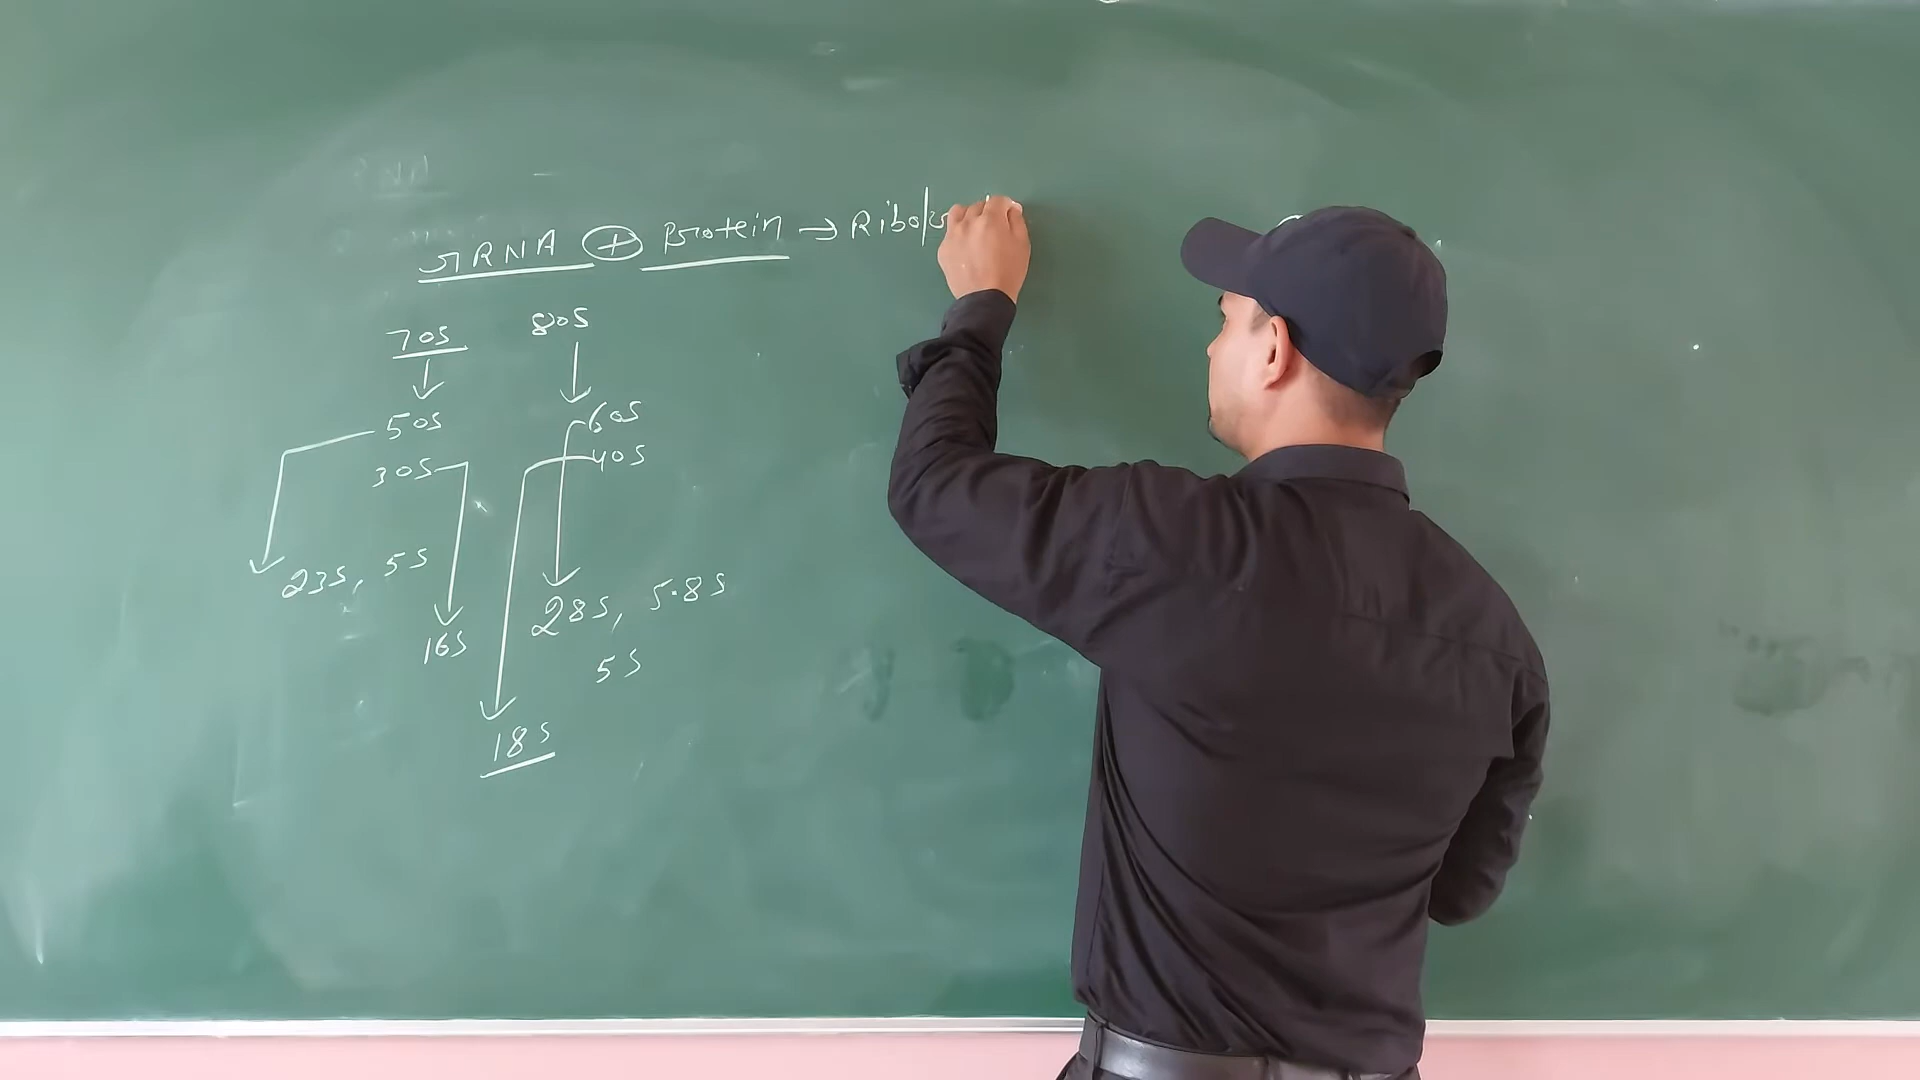 rRNA + Protein → Ribo
70S 80S
50S 60S
30S 40S
23S, 5S 28S, 5.8S
16S 5S
18S